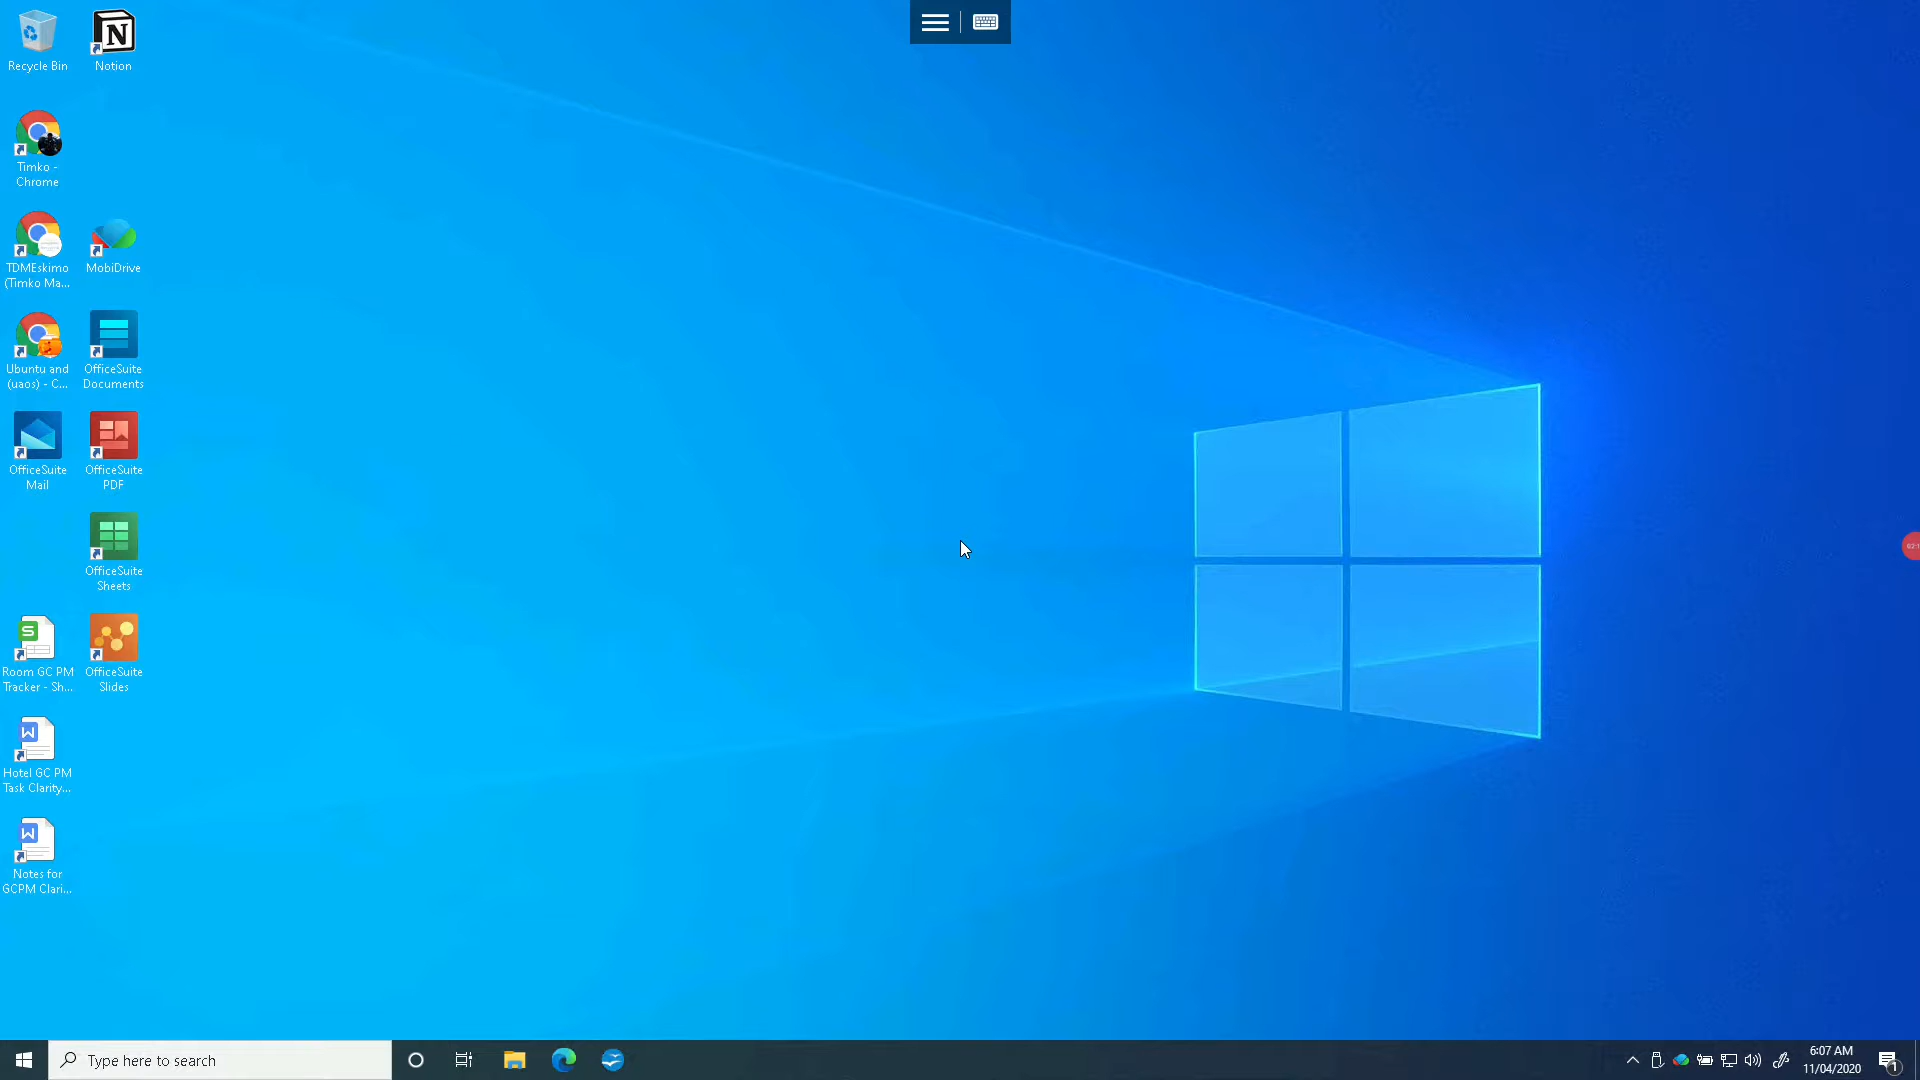 Recycle Bin
Notion
Timko -
Chrome
TDMEskimo
(Timko Ma...
MobiDrive
Ubuntu and
(uaos) - C...
OfficeSuite
Documents
OfficeSuite
Mail
OfficeSuite
PDF
OfficeSuite
Sheets
Room GC PM
Tracker - Sh...
OfficeSuite
Slides
Hotel GC PM
Task Clarity...
Notes for
GCPM Clari...
Type here to search
6:07 AM
11/04/2020
1